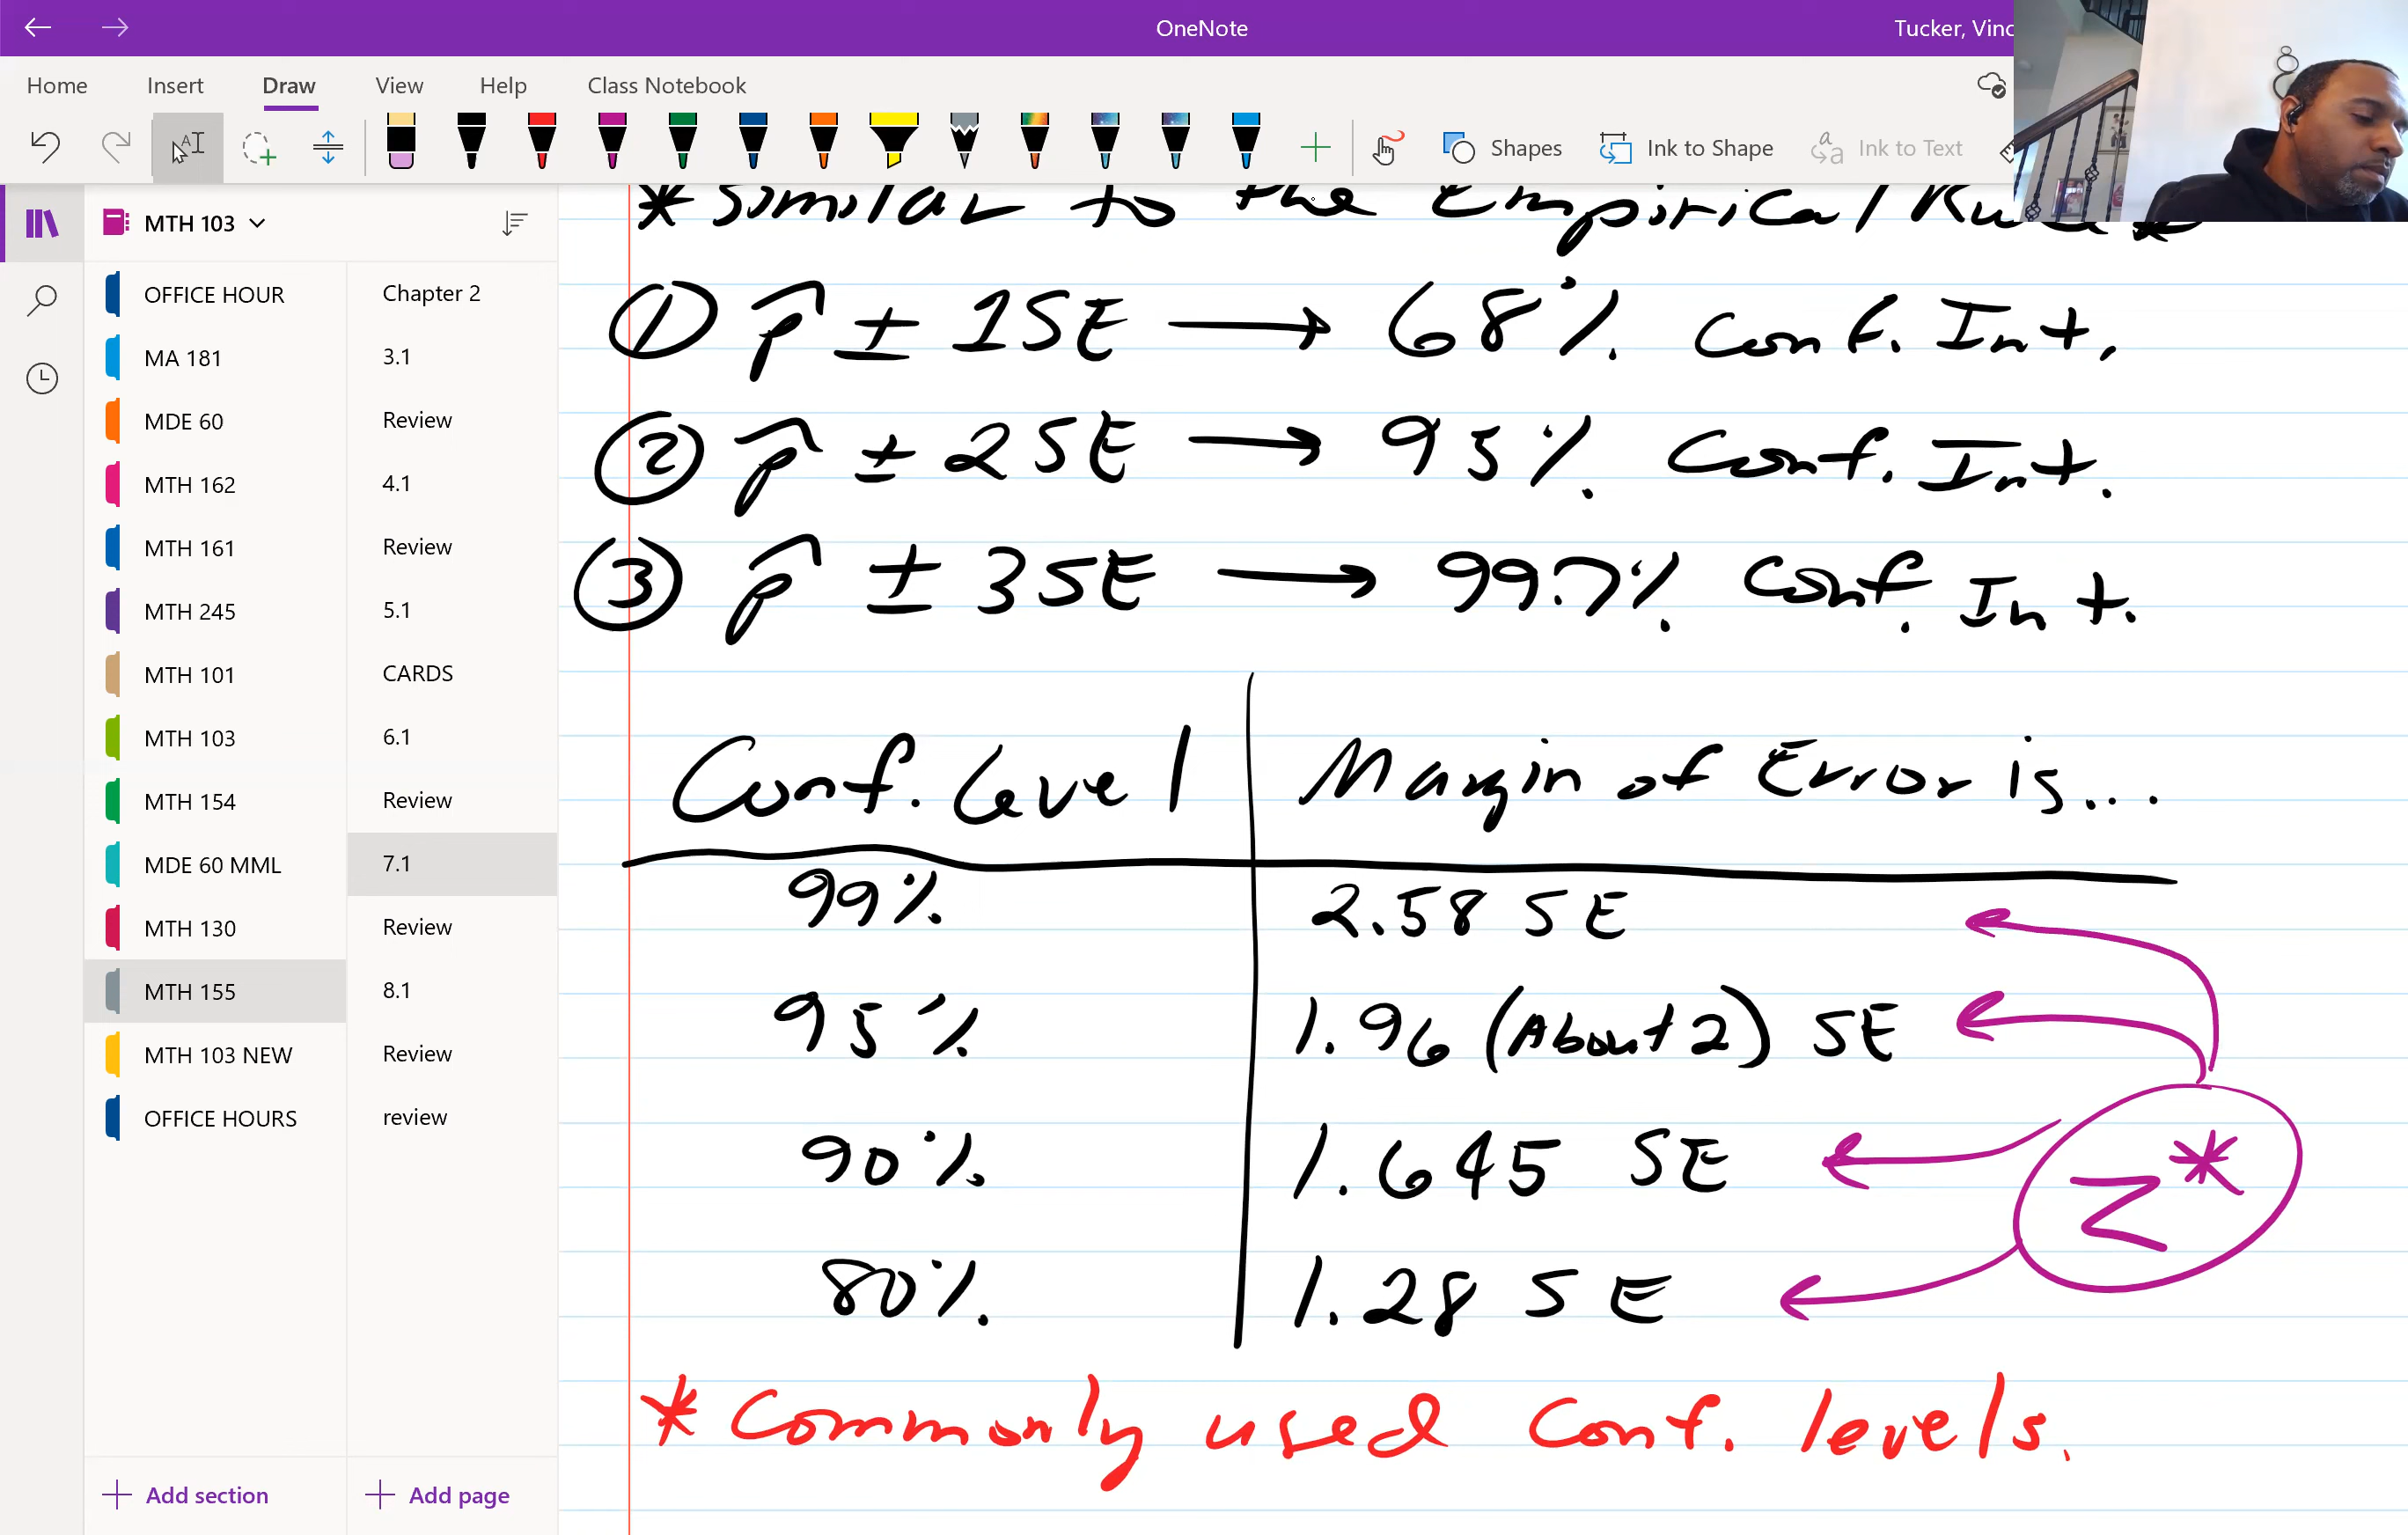 OneNote
Tucker, Vinc
Home Insert Draw View Help Class Notebook
Shapes Ink to Shape Ink to Text
MTH 103
OFFICE HOUR
MA 181
MDE 60
MTH 162
MTH 161
MTH 245
MTH 101
MTH 103
MTH 154
MDE 60 MML
MTH 130
MTH 155
MTH 103 NEW
OFFICE HOURS
Add section
Chapter 2
3.1
Review
4.1
Review
5.1
CARDS
6.1
Review
7.1
Review
8.1
Review
review
Add page
* Similar to the Empirical Rule *
① p̂ ± 1SE → 68% Conf. Int.
② p̂ ± 2SE → 95% Conf. Int.
③ p̂ ± 3SE → 99.7% Conf. Int.
Conf. Level Margin of Error is...
99% 2.58 SE
95% 1.96 (About 2) SE
90% 1.645 SE
80% 1.28 SE
z*
* Commonly used Conf. levels.